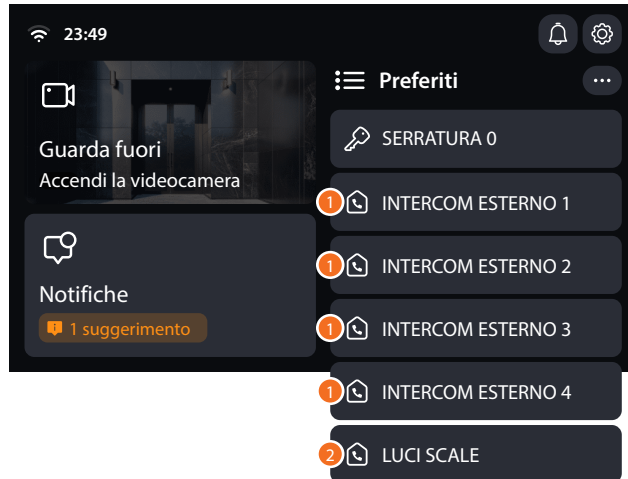 23:49
Guarda fuori
Accendi la videocamera
Notifiche
1 suggerimento
Preferiti
SERRATURA 0
1 INTERCOM ESTERNO 1
1 INTERCOM ESTERNO 2
1 INTERCOM ESTERNO 3
1 INTERCOM ESTERNO 4
2 LUCI SCALE